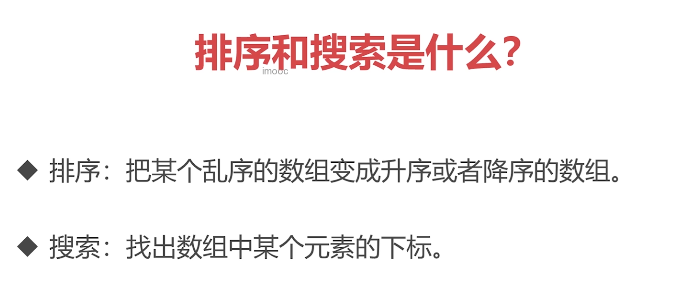 排序和搜索是什么？
imooc
◆ 排序：把某个乱序的数组变成升序或者降序的数组。
◆ 搜索：找出数组中某个元素的下标。